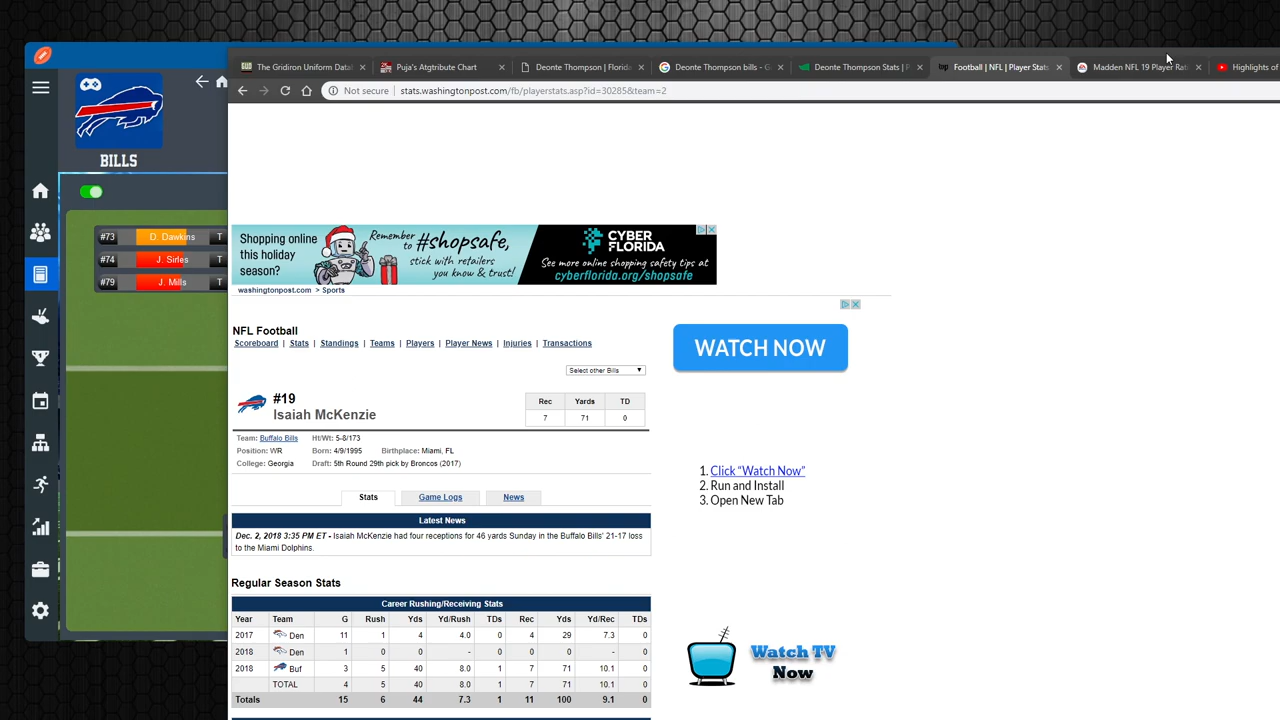 The Gridiron Uniform Data
Puja's Atgtribute Chart
Deonte Thompson | Florida
Deonte Thompson bills - G
Deonte Thompson Stats | P
Football | NFL | Player Stats
Madden NFL 19 Player Rat
Highlights of
Not secure
stats.washingtonpost.com/fb/playerstats.asp?id=30285&team=2
BILLS
#73 D. Dawkins T
#74 J. Sirles T
#79 J. Mills T
Shopping online this holiday season?
Remember to #shopsafe,
stick with retailers you know & trust!
CYBER FLORIDA
See more online shopping safety tips at
cyberflorida.org/shopsafe
washingtonpost.com > Sports
NFL Football
Scoreboard | Stats | Standings | Teams | Players | Player News | Injuries | Transactions
Select other Bills
#19
Isaiah McKenzie
Rec Yards TD
7 71 0
Team: Buffalo Bills Ht/Wt: 5-8/173
Position: WR Born: 4/9/1995 Birthplace: Miami, FL
College: Georgia Draft: 5th Round 29th pick by Broncos (2017)
Stats Game Logs News
Latest News
Dec. 2, 2018 3:35 PM ET - Isaiah McKenzie had four receptions for 46 yards Sunday in the Buffalo Bills' 21-17 loss
to the Miami Dolphins.
Regular Season Stats
Career Rushing/Receiving Stats
Year Team G Rush Yds Yd/Rush TDs Rec Yds Yd/Rec TDs
2017 Den 11 1 4 4.0 0 4 29 7.3 0
2018 Den 1 0 0 - 0 0 0 - 0
2018 Buf 3 5 40 8.0 1 7 71 10.1 0
TOTAL 4 5 40 8.0 1 7 71 10.1 0
Totals 15 6 44 7.3 1 11 100 9.1 0
WATCH NOW
1. Click "Watch Now"
2. Run and Install
3. Open New Tab
Watch TV
Now